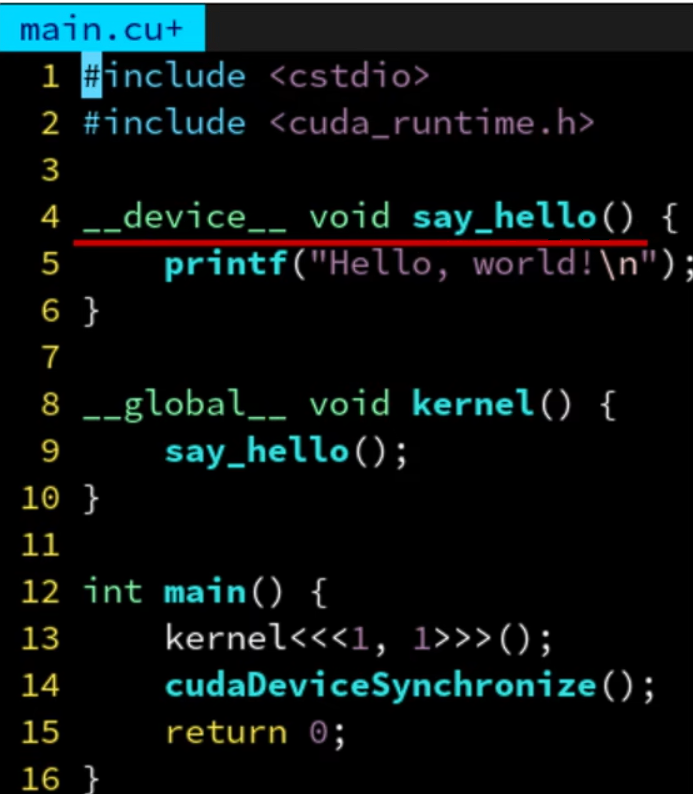 main.cu+
1 #include <cstdio>
2 #include <cuda_runtime.h>
3
4 __device__ void say_hello() {
5     printf("Hello, world!\n");
6 }
7
8 __global__ void kernel() {
9     say_hello();
10 }
11
12 int main() {
13     kernel<<<1, 1>>>();
14     cudaDeviceSynchronize();
15     return 0;
16 }